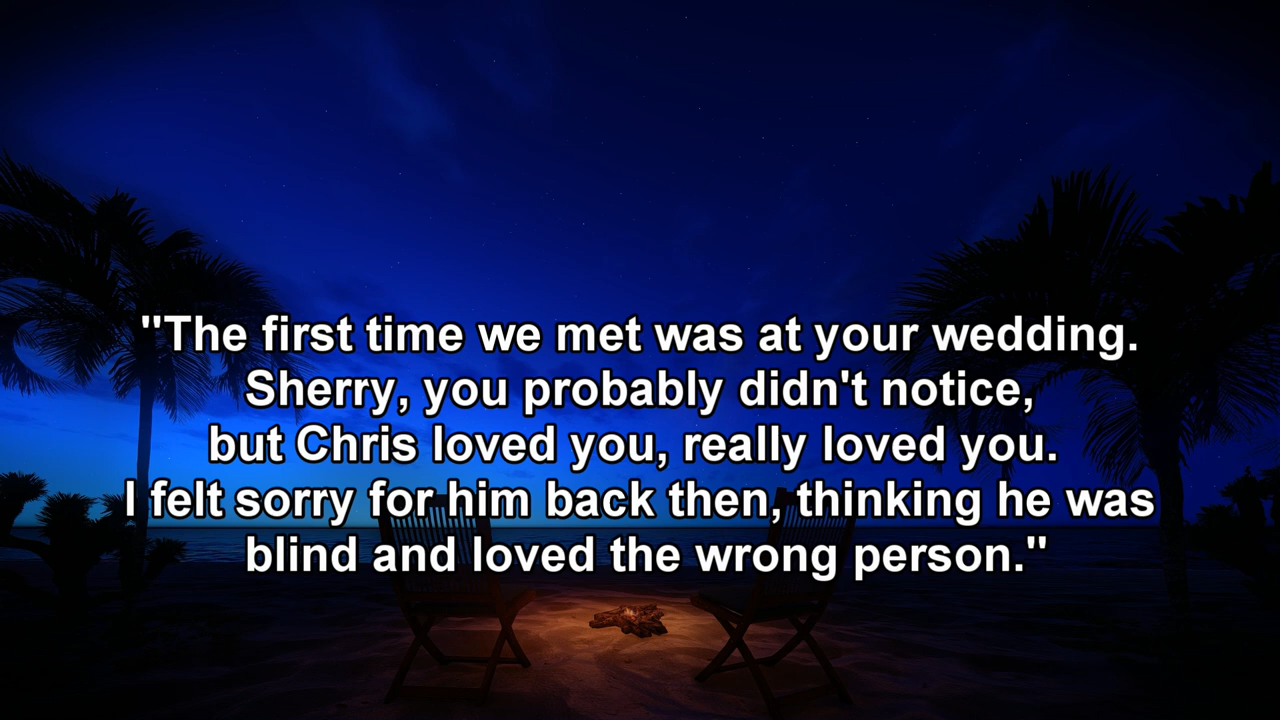 "The first time we met was at your wedding.
Sherry, you probably didn't notice,
but Chris loved you, really loved you.
I felt sorry for him back then, thinking he was
blind and loved the wrong person."